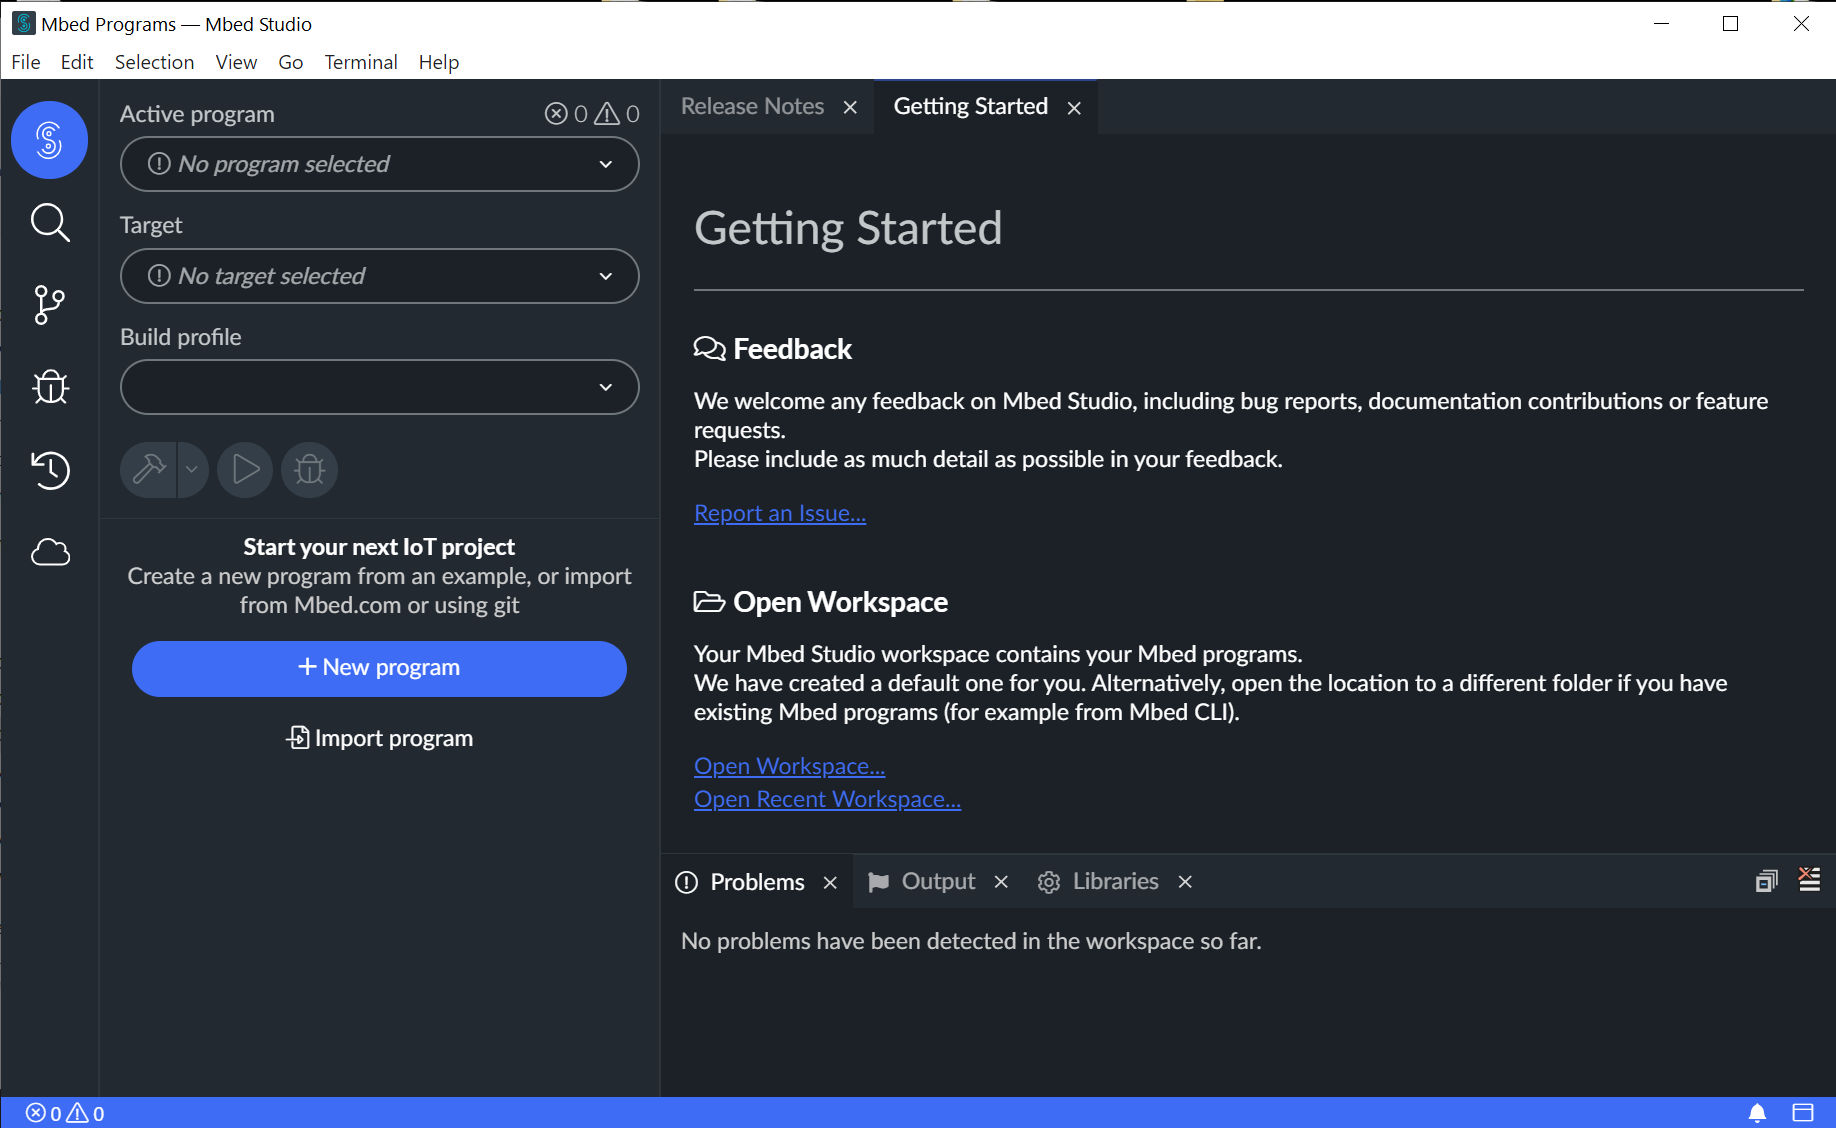 Mbed Programs — Mbed Studio
File Edit Selection View Go Terminal Help
Active program
0 0
No program selected
Target
No target selected
Build profile
Start your next IoT project
Create a new program from an example, or import
from Mbed.com or using git
+ New program
Import program
Release Notes
Getting Started
Getting Started
Feedback
We welcome any feedback on Mbed Studio, including bug reports, documentation contributions or feature
requests.
Please include as much detail as possible in your feedback.
Report an Issue...
Open Workspace
Your Mbed Studio workspace contains your Mbed programs.
We have created a default one for you. Alternatively, open the location to a different folder if you have
existing Mbed programs (for example from Mbed CLI).
Open Workspace...
Open Recent Workspace...
Problems
Output
Libraries
No problems have been detected in the workspace so far.
0 0